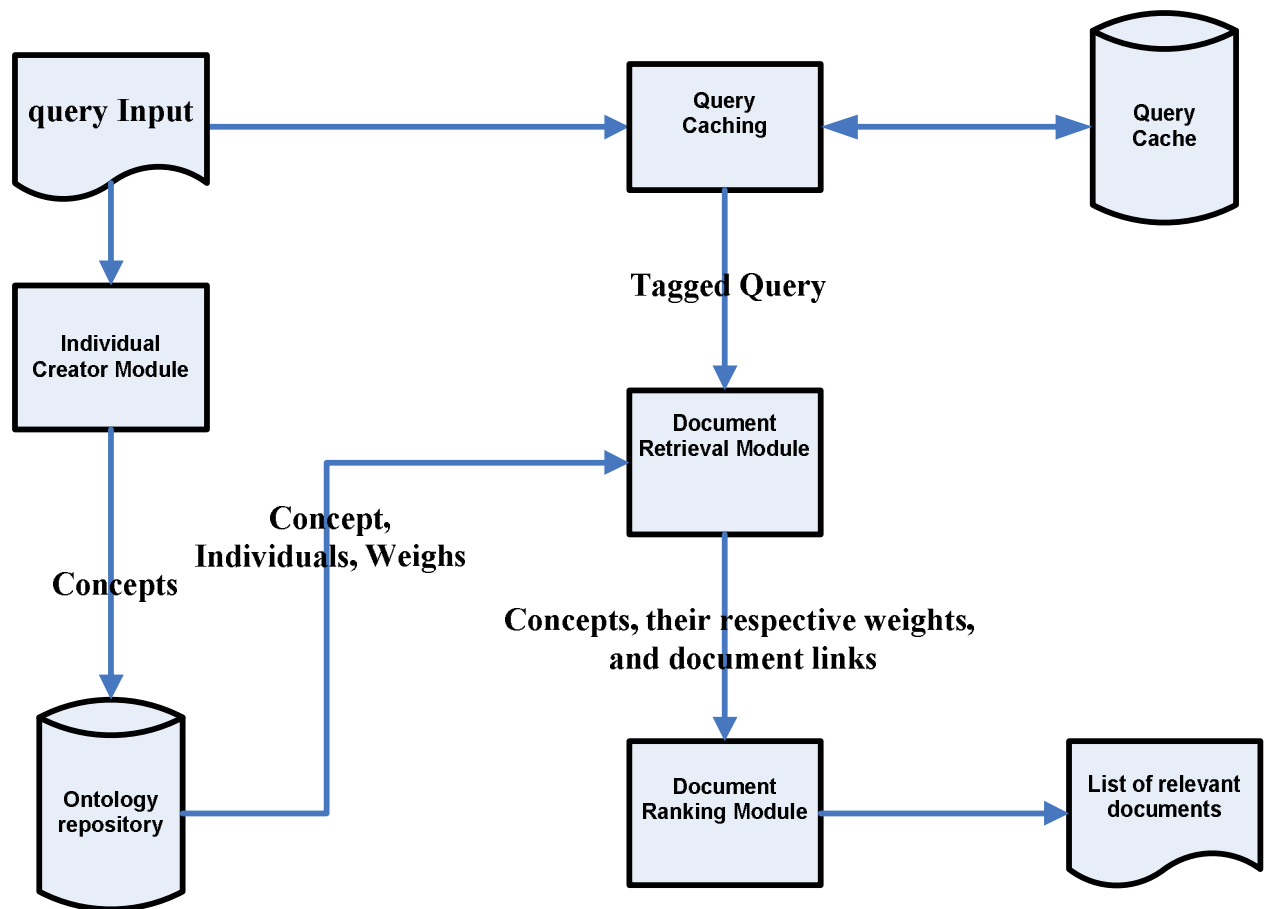 query Input
Query
Caching
Query
Cache
Tagged Query
Individual
Creator Module
Document
Retrieval Module
Concept,
Individuals, Weighs
Concepts
Concepts, their respective weights,
and document links
Ontology
repository
Document
Ranking Module
List of relevant
documents